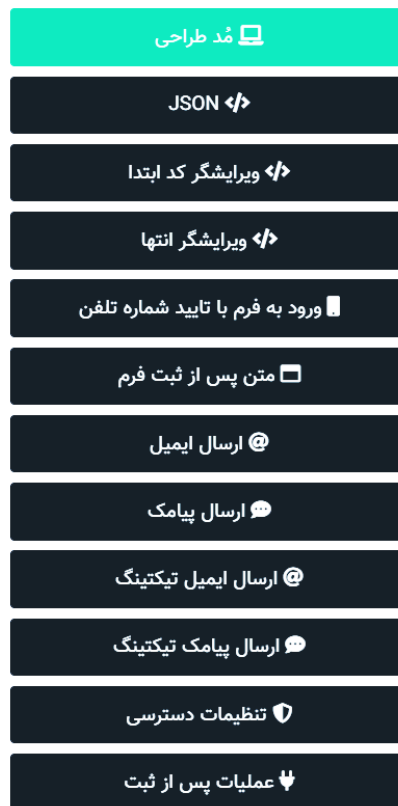 مُد طراحی
JSON
ویرایشگر کد ابتدا
ویرایشگر انتها
ورود به فرم با تایید شماره تلفن
متن پس از ثبت فرم
ارسال ایمیل
ارسال پیامک
ارسال ایمیل تیکتینگ
ارسال پیامک تیکتینگ
تنظیمات دسترسی
عملیات پس از ثبت